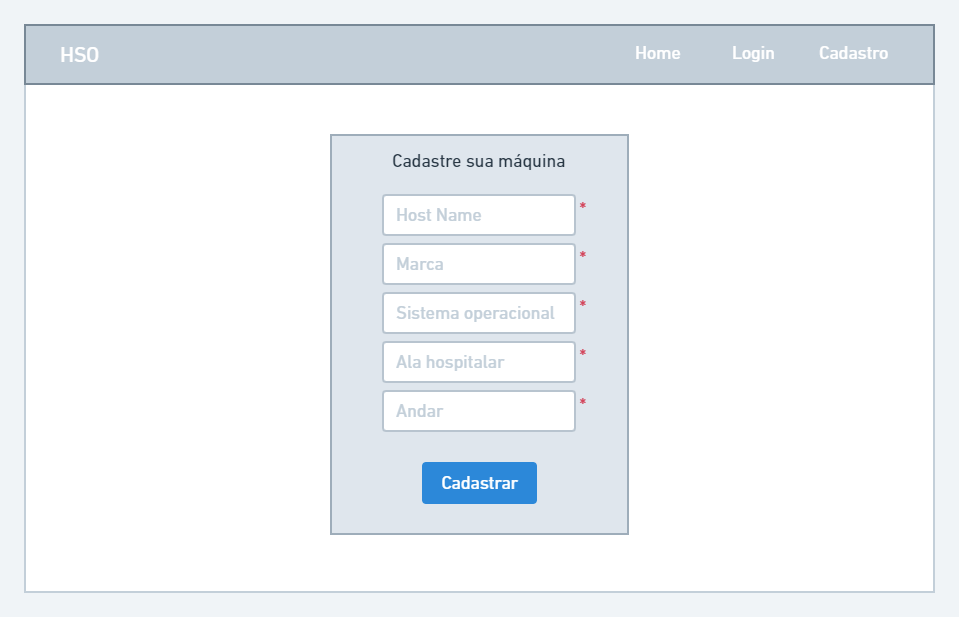 HSO
Home Login Cadastro
Cadastre sua máquina
Host Name *
Marca *
Sistema operacional *
Ala hospitalar *
Andar *
Cadastrar